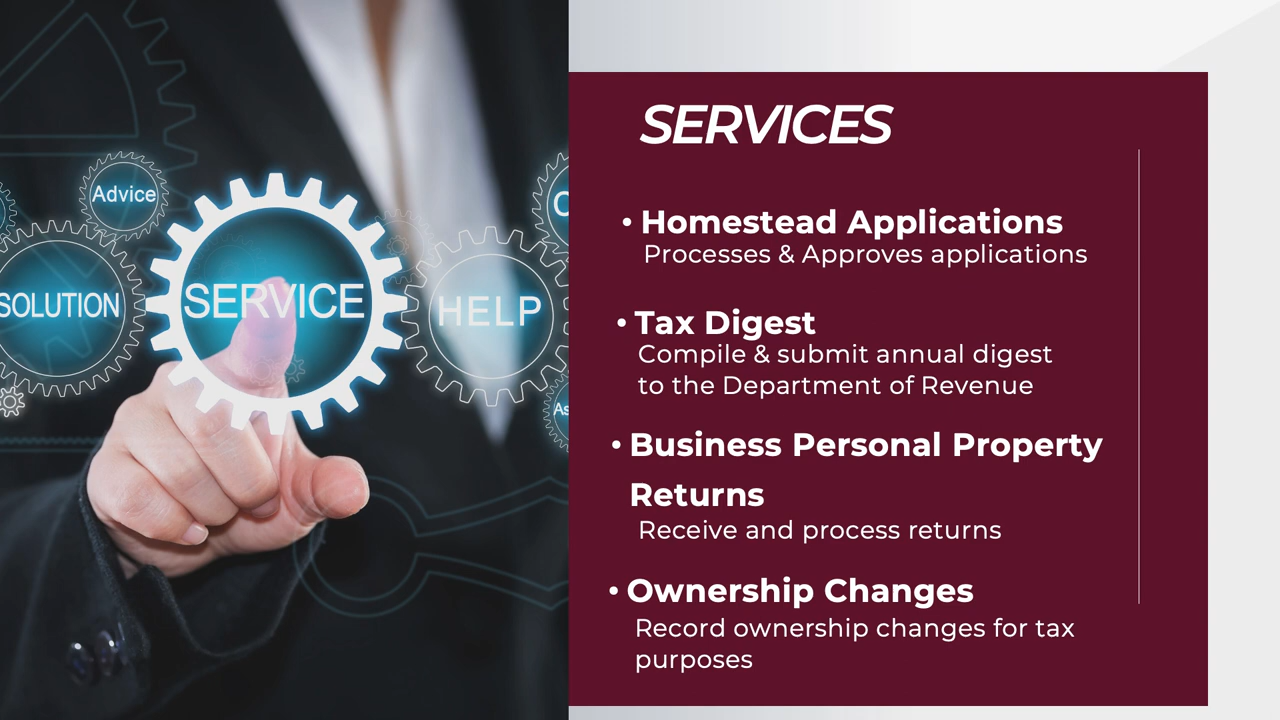 Advice
SOLUTION
SERVICE
HELP
SERVICES
• Homestead Applications
Processes & Approves applications
• Tax Digest
Compile & submit annual digest
to the Department of Revenue
• Business Personal Property
Returns
Receive and process returns
• Ownership Changes
Record ownership changes for tax
purposes